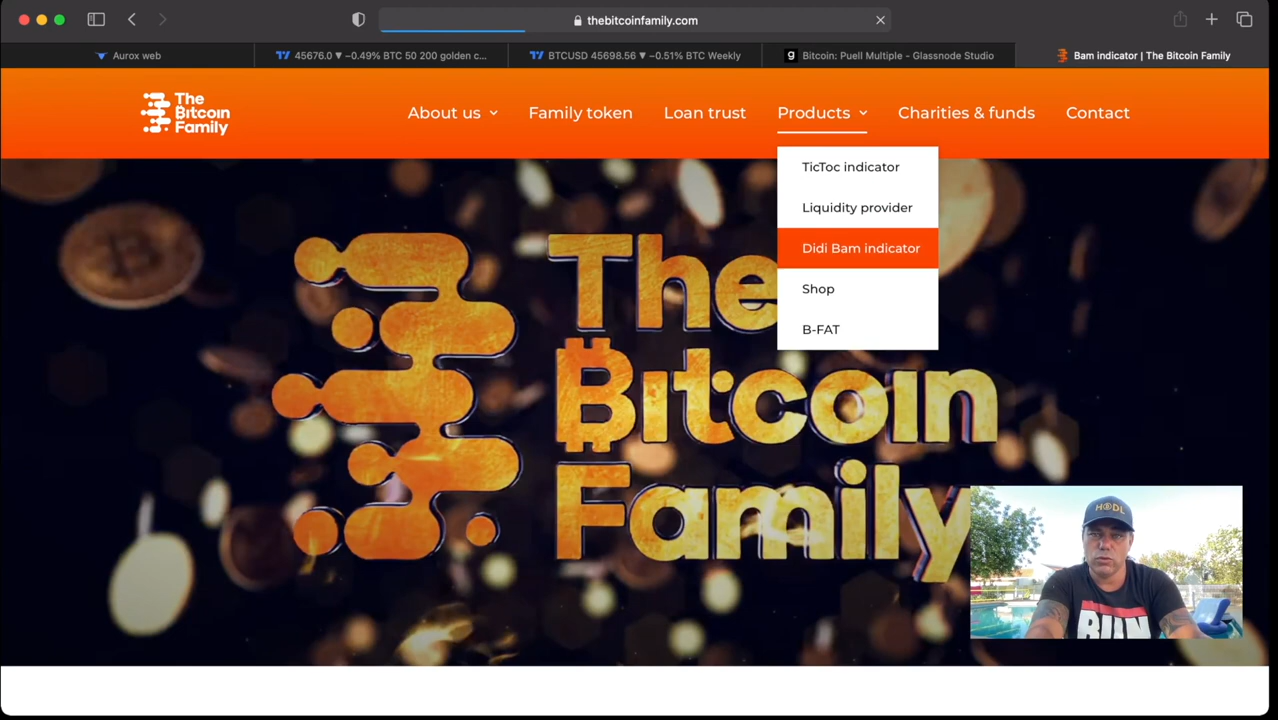 thebitcoinfamily.com
Aurox web
45676.0 ▼ −0.49% BTC 50 200 golden c...
BTCUSD 45698.56 ▼ −0.51% BTC Weekly
g Bitcoin: Puell Multiple - Glassnode Studio
Bam indicator | The Bitcoin Family
The
Bitcoin
Family
About us
Family token
Loan trust
Products
Charities & funds
Contact
TicToc indicator
Liquidity provider
Didi Bam indicator
Shop
B-FAT
The
Bitcoin
Family
HODL